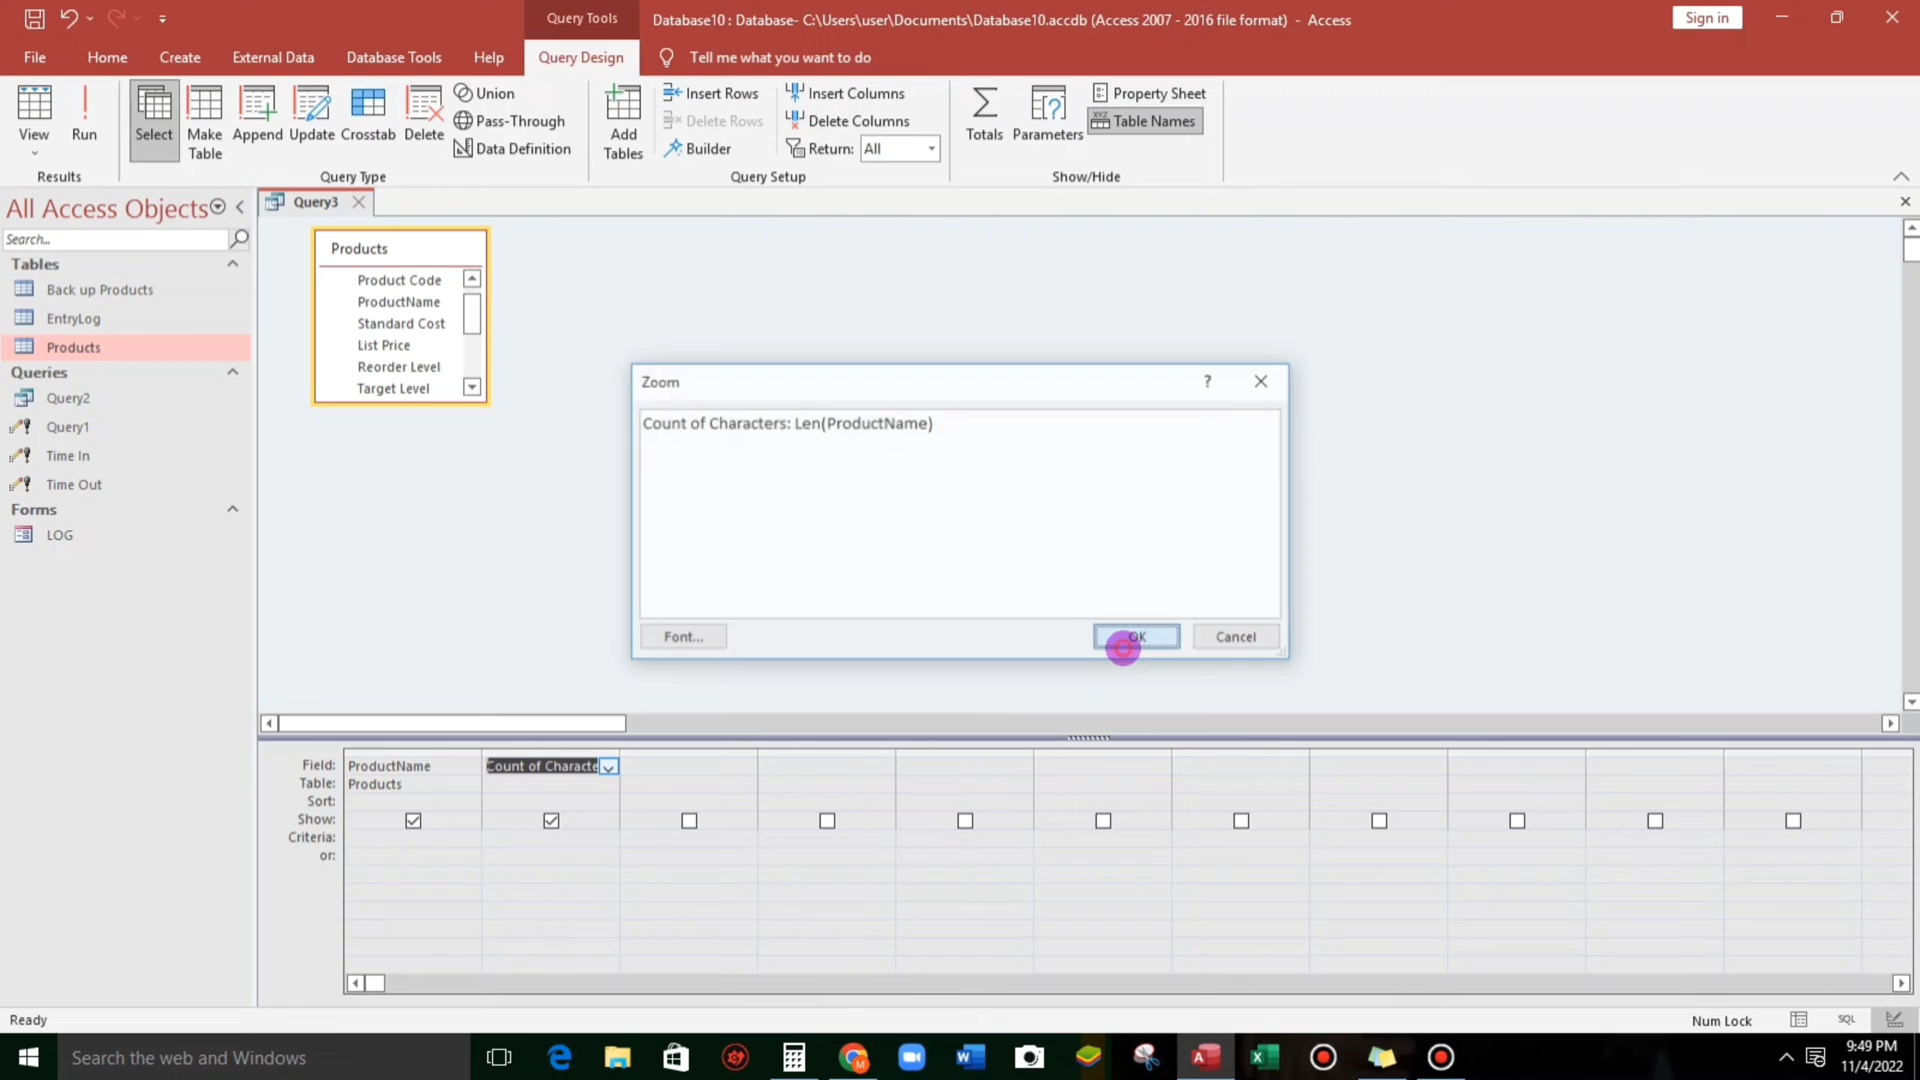 Query Tools
Database10 : Database- C:\Users\user\Documents\Database10.accdb (Access 2007 - 2016 file format) - Access
Sign in
File
Home
Create
External Data
Database Tools
Help
Query Design
Tell me what you want to do
View
Run
Select
Make Table
Append
Update
Crosstab
Delete
Union
Pass-Through
Data Definition
Add Tables
Insert Rows
Delete Rows
Builder
Insert Columns
Delete Columns
Return: All
Totals
Parameters
Property Sheet
Table Names
Results
Query Type
Query Setup
Show/Hide
All Access Objects
Search...
Tables
Back up Products
EntryLog
Products
Queries
Query2
Query1
Time In
Time Out
Forms
LOG
Query3
Products
Product Code
ProductName
Standard Cost
List Price
Reorder Level
Target Level
Zoom
?
Count of Characters: Len(ProductName)
Font...
OK
Cancel
Field: ProductName Count of Characte
Table: Products
Sort:
Show:
Criteria:
or:
Ready
Num Lock
SQL
Search the web and Windows
9:49 PM
11/4/2022